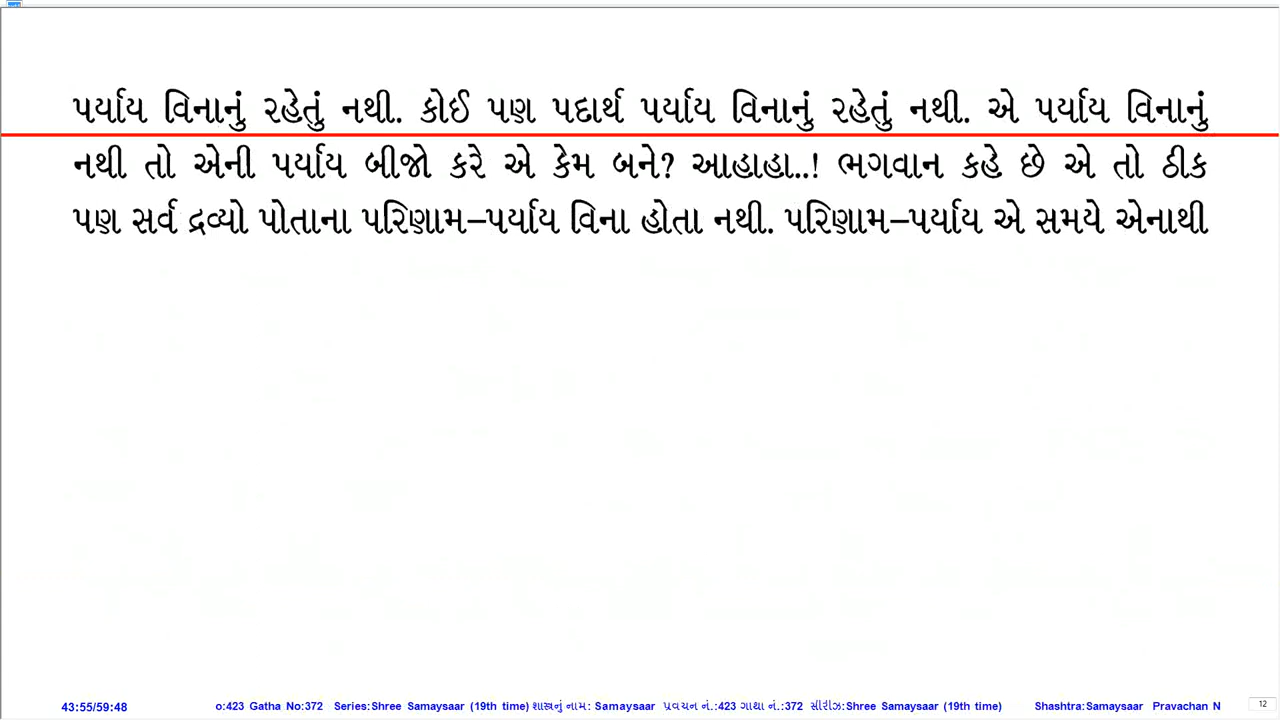 પર્યાય વિનાનું રહેતું નથી. કોઈ પણ પદાર્થ પર્યાય વિનાનું રહેતું નથી. એ પર્યાય વિનાનું
નથી તો એની પર્યાય બીજો કરે એ કેમ બને? આહાહા..! ભગવાન કહે છે એ તો ઠીક
પણ સર્વ દ્રવ્યો પોતાના પરિણામ–પર્યાય વિના હોતા નથી. પરિણામ–પર્યાય એ સમયે એનાથી
43:55/59:48 o:423 Gatha No:372 Series:Shree Samaysaar (19th time) શાસ્ત્રનું નામ: Samaysaar પ્રવચન નં.:423 ગાથા નં.:372 સીરીઝ:Shree Samaysaar (19th time) Shashtra:Samaysaar Pravachan N 12